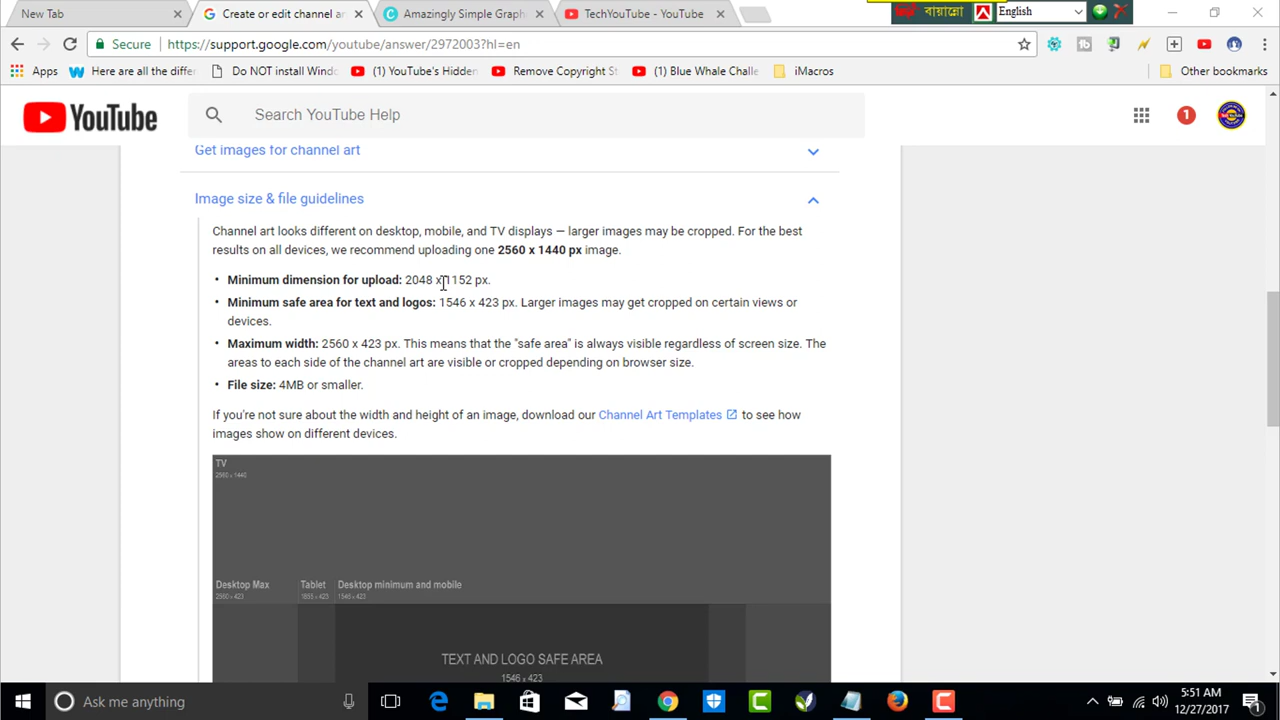 New Tab
Create or edit channel ar
Amazingly Simple Graph
TechYouTube - YouTube
বায়ান্নো
English
Secure
https://support.google.com/youtube/answer/2972003?hl=en
Apps
Here are all the differ
Do NOT install Windo
(1) YouTube's Hidden
Remove Copyright St
(1) Blue Whale Challe
iMacros
Other bookmarks
YouTube
Search YouTube Help
1
Get images for channel art
Image size & file guidelines
Channel art looks different on desktop, mobile, and TV displays — larger images may be cropped. For the best
results on all devices, we recommend uploading one 2560 x 1440 px image.
• Minimum dimension for upload: 2048 x 1152 px.
• Minimum safe area for text and logos: 1546 x 423 px. Larger images may get cropped on certain views or
devices.
• Maximum width: 2560 x 423 px. This means that the "safe area" is always visible regardless of screen size. The
areas to each side of the channel art are visible or cropped depending on browser size.
• File size: 4MB or smaller.
If you're not sure about the width and height of an image, download our Channel Art Templates to see how
images show on different devices.
TV
2560 x 1440
Desktop Max
2560 x 423
Tablet
1855 x 423
Desktop minimum and mobile
1546 x 423
TEXT AND LOGO SAFE AREA
1546 x 423
Ask me anything
5:51 AM
12/27/2017